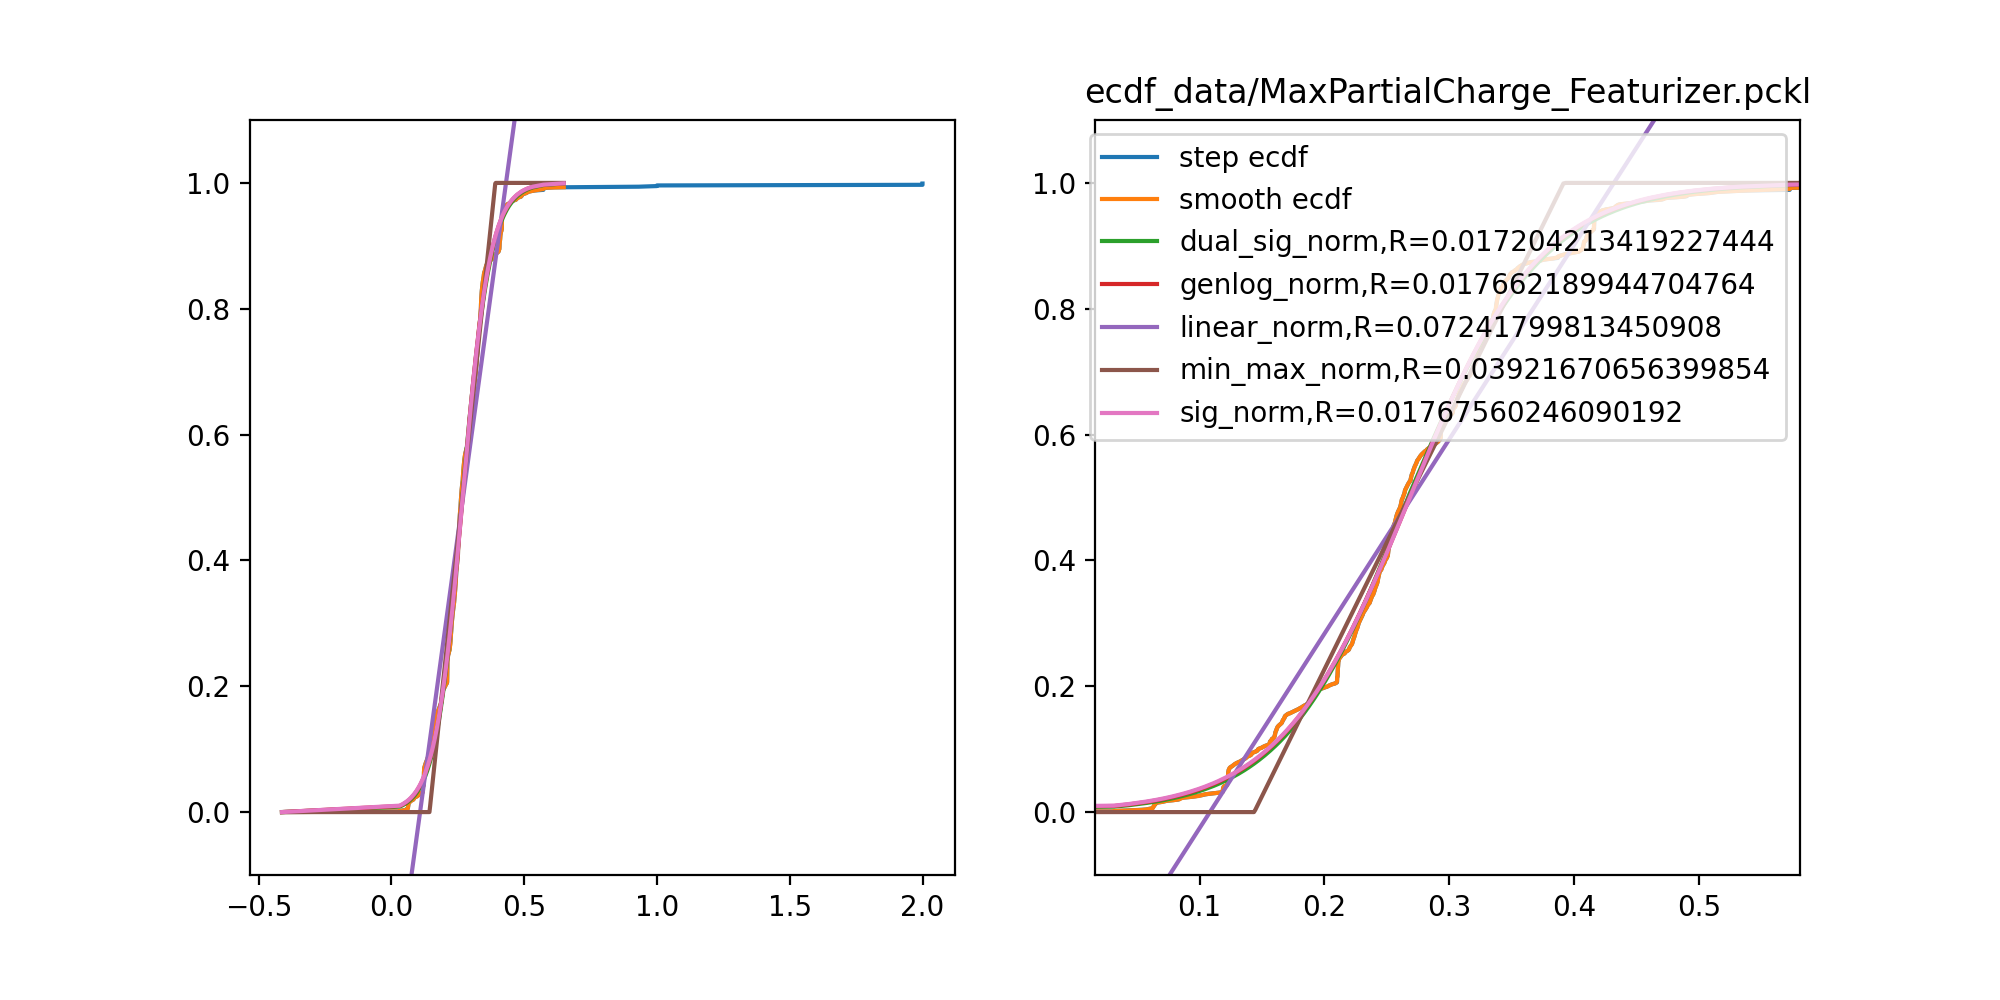 ecdf_data/MaxPartialCharge_Featurizer.pckl
1.0
0.8
0.6
0.4
0.2
0.0
−0.5 0.0 0.5 1.0 1.5 2.0
step ecdf
smooth ecdf
dual_sig_norm,R=0.017204213419227444
genlog_norm,R=0.017662189944704764
linear_norm,R=0.07241799813450908
min_max_norm,R=0.03921670656399854
sig_norm,R=0.01767560246090192
1.0
0.8
0.6
0.4
0.2
0.0
0.1 0.2 0.3 0.4 0.5